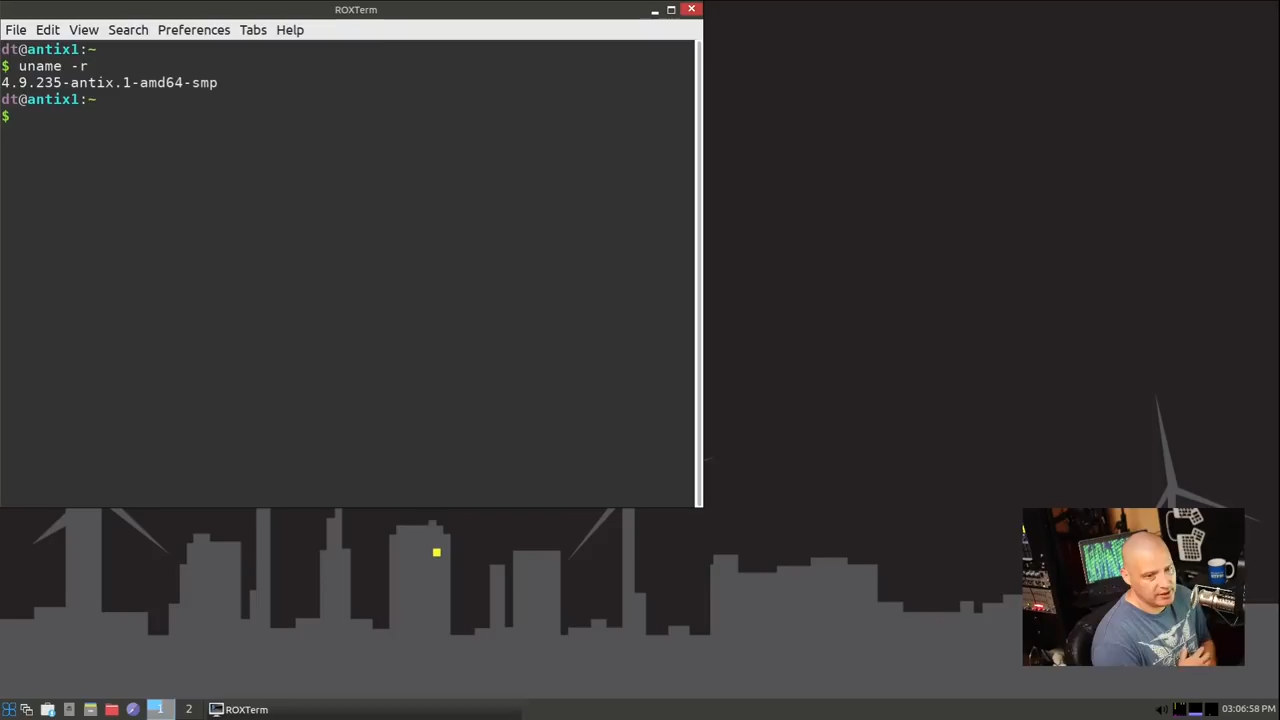 ROXTerm
File Edit View Search Preferences Tabs Help
dt@antix1:~
$ uname -r
4.9.235-antix.1-amd64-smp
dt@antix1:~
$
1 2 ROXTerm 03:06:58 PM